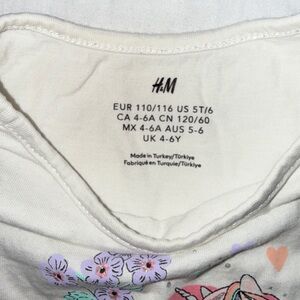 H&M
EUR 110/116 US 5T/6
CA 4-6A CN 120/60
MX 4-6A AUS 5-6
UK 4-6Y
Made in Turkey/Türkiye
Fabriqué en Turquie/Türkiye